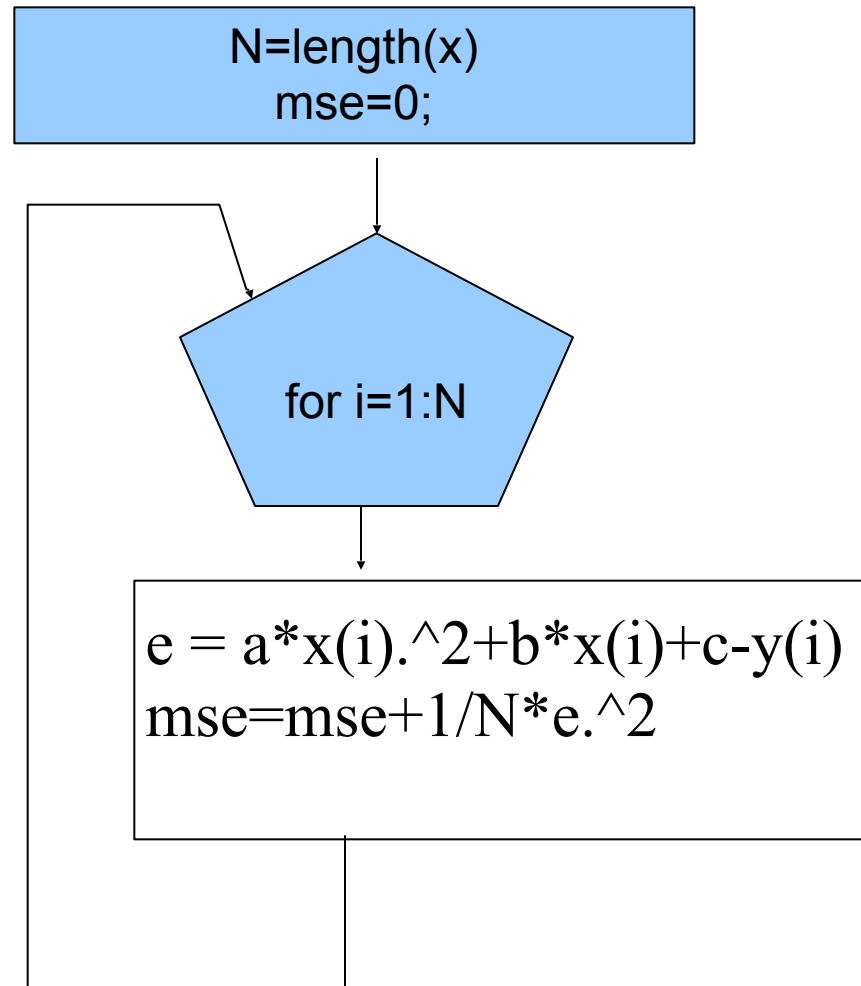 N=length(x)
mse=0;
for i=1:N
e = a*x(i).^2+b*x(i)+c-y(i)
mse=mse+1/N*e.^2